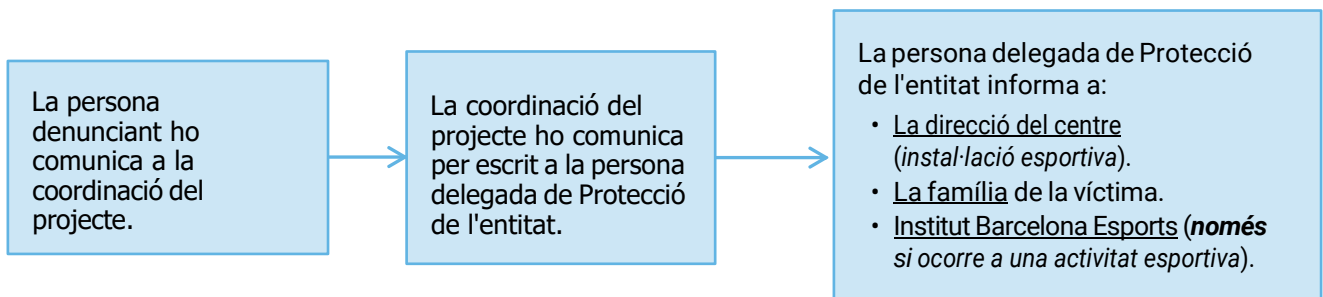 La persona
denunciant ho
comunica a la
coordinació del
projecte.
La coordinació del
projecte ho comunica
per escrit a la persona
delegada de Protecció
de l'entitat.
La persona delegada de Protecció
de l'entitat informa a:
• La direcció del centre
(instal·lació esportiva).
• La família de la víctima.
• Institut Barcelona Esports (només
si ocorre a una activitat esportiva).